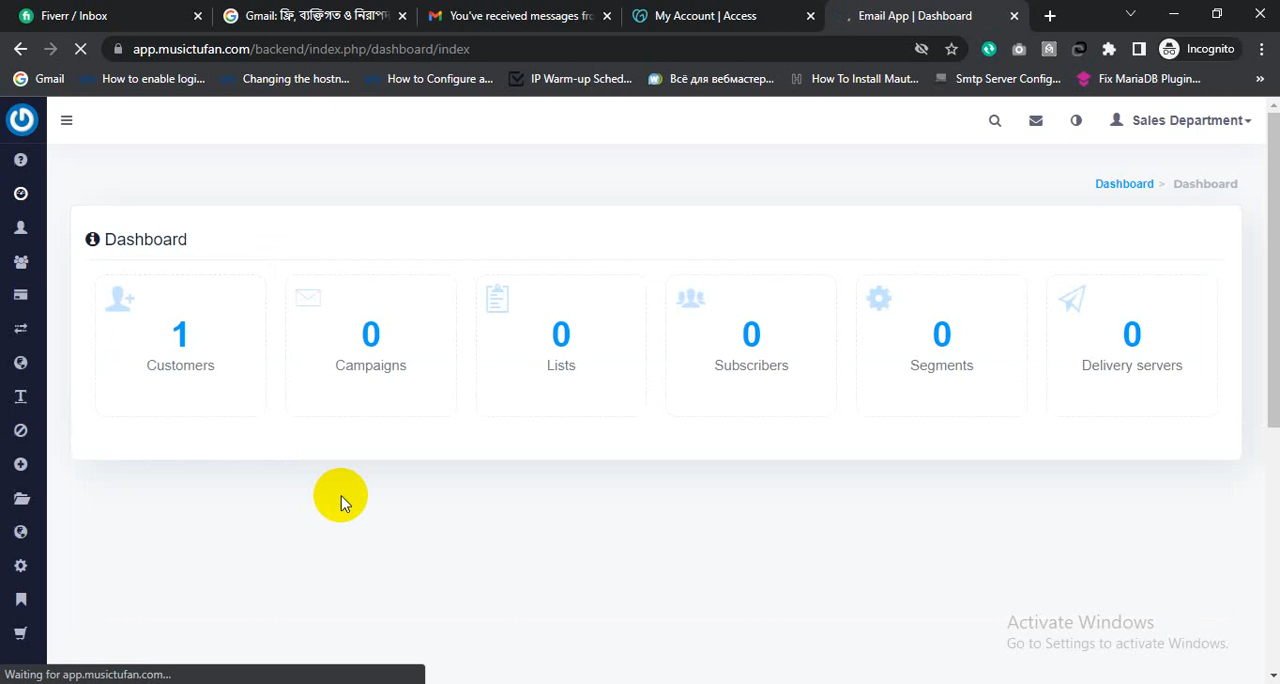 Fiverr / Inbox
Gmail: ফ্রি, ব্যক্তিগত ও নিরাপদ
You've received messages fro
My Account | Access
Email App | Dashboard
app.musictufan.com/backend/index.php/dashboard/index
Incognito
Gmail
How to enable logi...
Changing the hostn...
How to Configure a...
IP Warm-up Sched...
Всё для вебмастер...
How To Install Maut...
Smtp Server Config...
Fix MariaDB Plugin...
»
Sales Department
Dashboard > Dashboard
Dashboard
1
Customers
0
Campaigns
0
Lists
0
Subscribers
0
Segments
0
Delivery servers
Activate Windows
Go to Settings to activate Windows.
Waiting for app.musictufan.com...